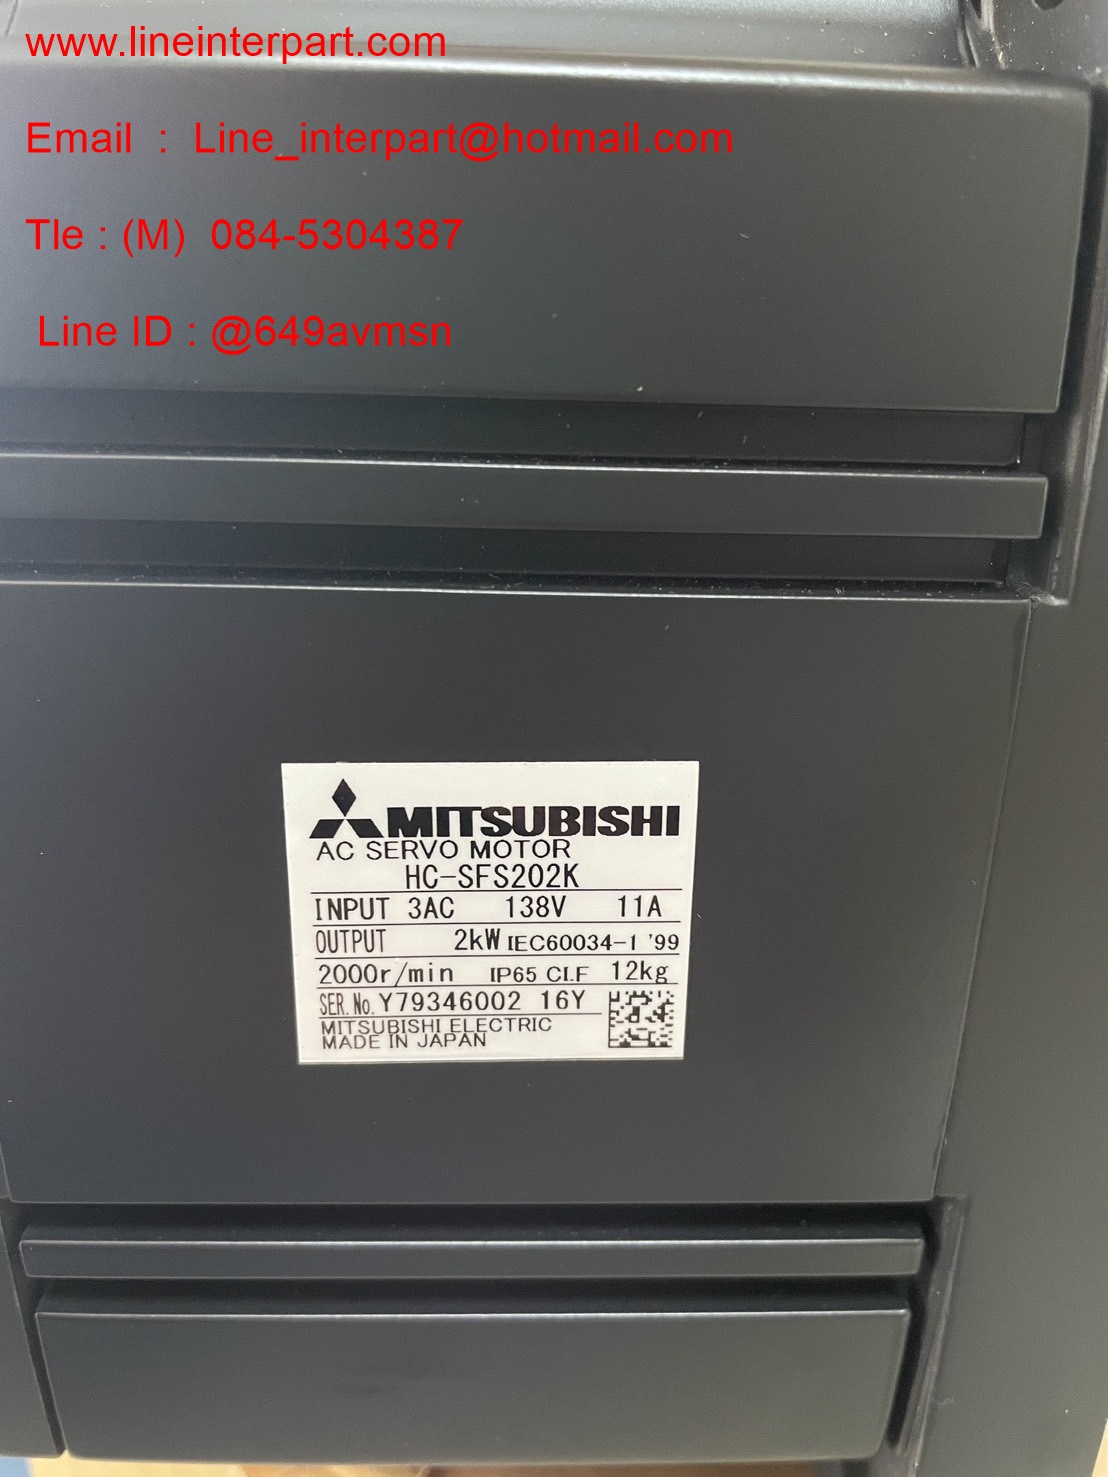 www.lineinterpart.com
Email : Line_interpart@hotmail.com
Tle : (M) 084-5304387
Line ID : @649avmsn
MITSUBISHI
AC SERVO MOTOR
HC-SFS202K
INPUT 3AC 138V 11A
OUTPUT 2kW IEC60034-1 '99
2000r/min IP65 CI.F 12kg
SER.No.Y79346002 16Y
MITSUBISHI ELECTRIC
MADE IN JAPAN